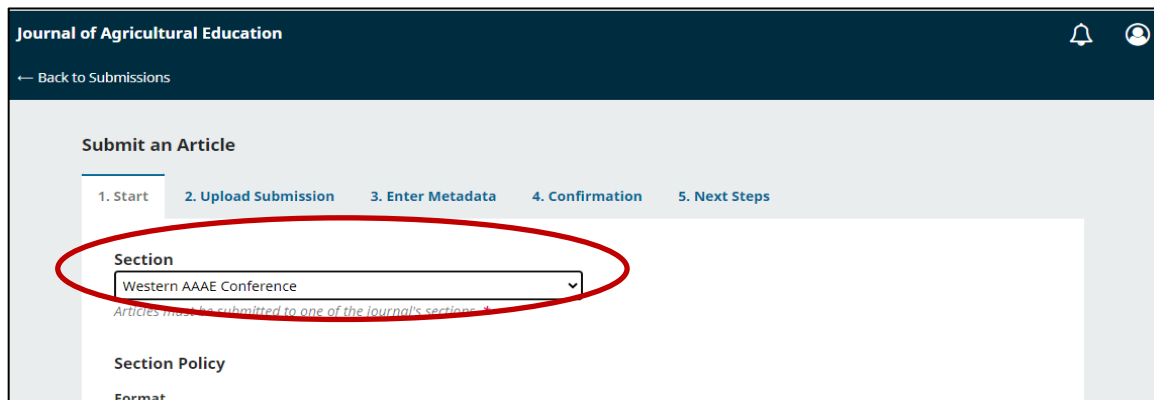 Journal of Agricultural Education
← Back to Submissions
Submit an Article
1. Start 2. Upload Submission 3. Enter Metadata 4. Confirmation 5. Next Steps
Section
Western AAAE Conference
Articles must be submitted to one of the journal's sections. *
Section Policy
Format